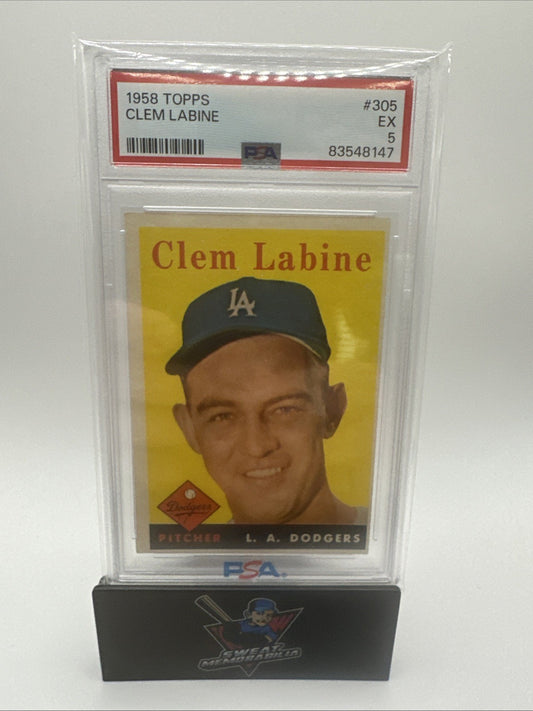 1958 TOPPS #305
CLEM LABINE EX
5
PSA 83548147
Clem Labine
LA
Dodgers
PITCHER L. A. DODGERS
PSA
SWEAT
MEMORABILIA